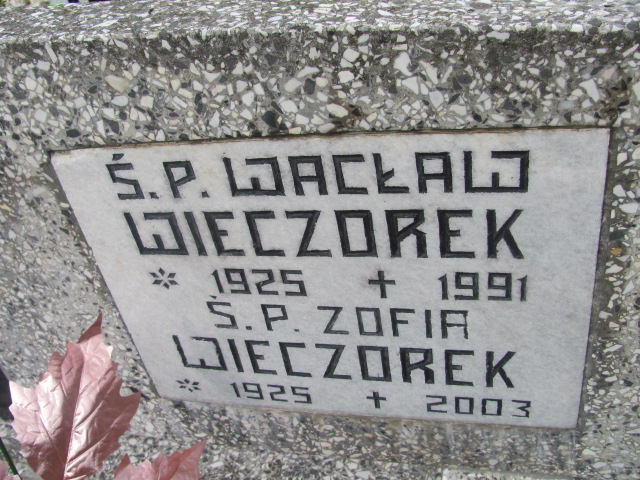 Ś.P. WACŁAW
WIECZOREK
* 1925 ✝ 1991
Ś.P. ZOFIA
WIECZOREK
* 1925 ✝ 2003